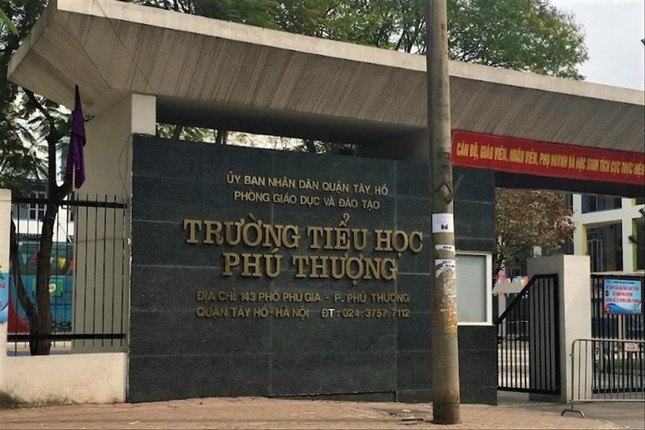 ỦY BAN NHÂN DÂN QUẬN TÂY HỒ
PHÒNG GIÁO DỤC VÀ ĐÀO TẠO
TRƯỜNG TIỂU HỌC
PHÚ THƯỢNG
ĐỊA CHỈ: 143 PHỐ PHÚ GIA - P. PHÚ THƯỢNG
QUẬN TÂY HỒ - HÀ NỘI ĐT: 024.3757.7112
CÁN BỘ, GIÁO VIÊN, NHÂN VIÊN, PHỤ HUYNH VÀ HỌC SINH TÍCH CỰC THỰC HIỆN